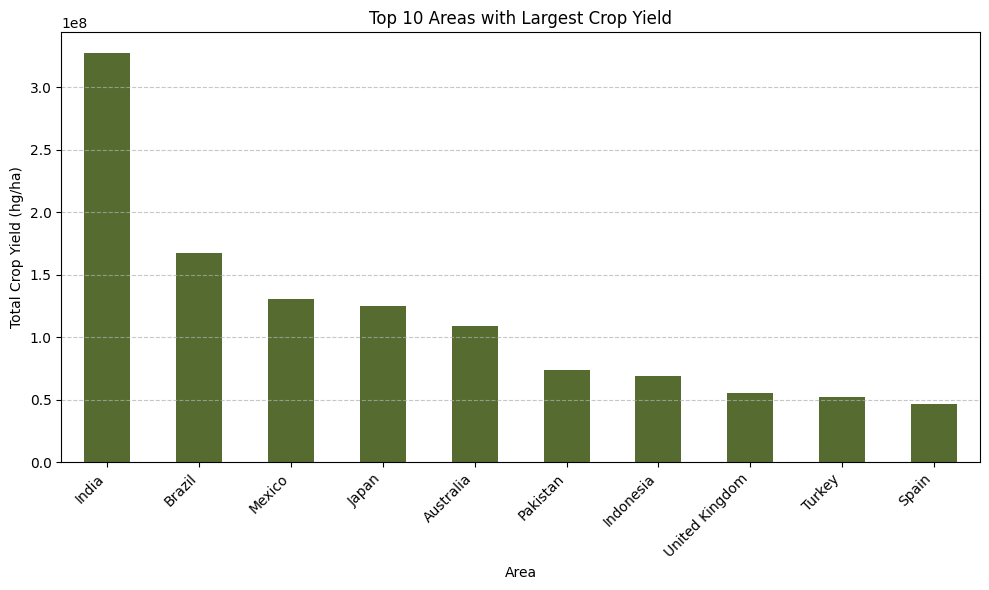 Top 10 Areas with Largest Crop Yield
1e8
3.0
2.5
2.0
1.5
1.0
0.5
0.0
Total Crop Yield (hg/ha)
India
Brazil
Mexico
Japan
Australia
Pakistan
Indonesia
United Kingdom
Turkey
Spain
Area